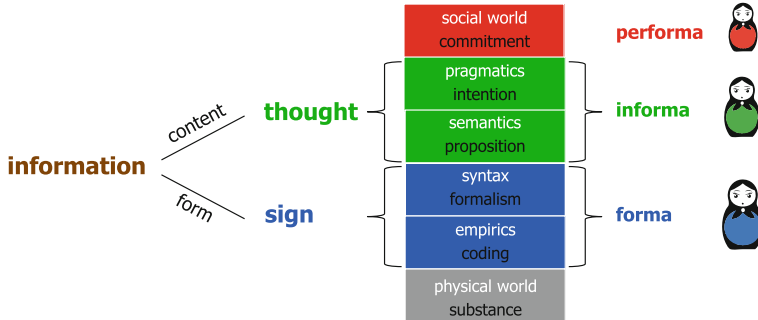 information
content
form
thought
sign
social world
commitment
pragmatics
intention
semantics
proposition
syntax
formalism
empirics
coding
physical world
substance
performa
informa
forma